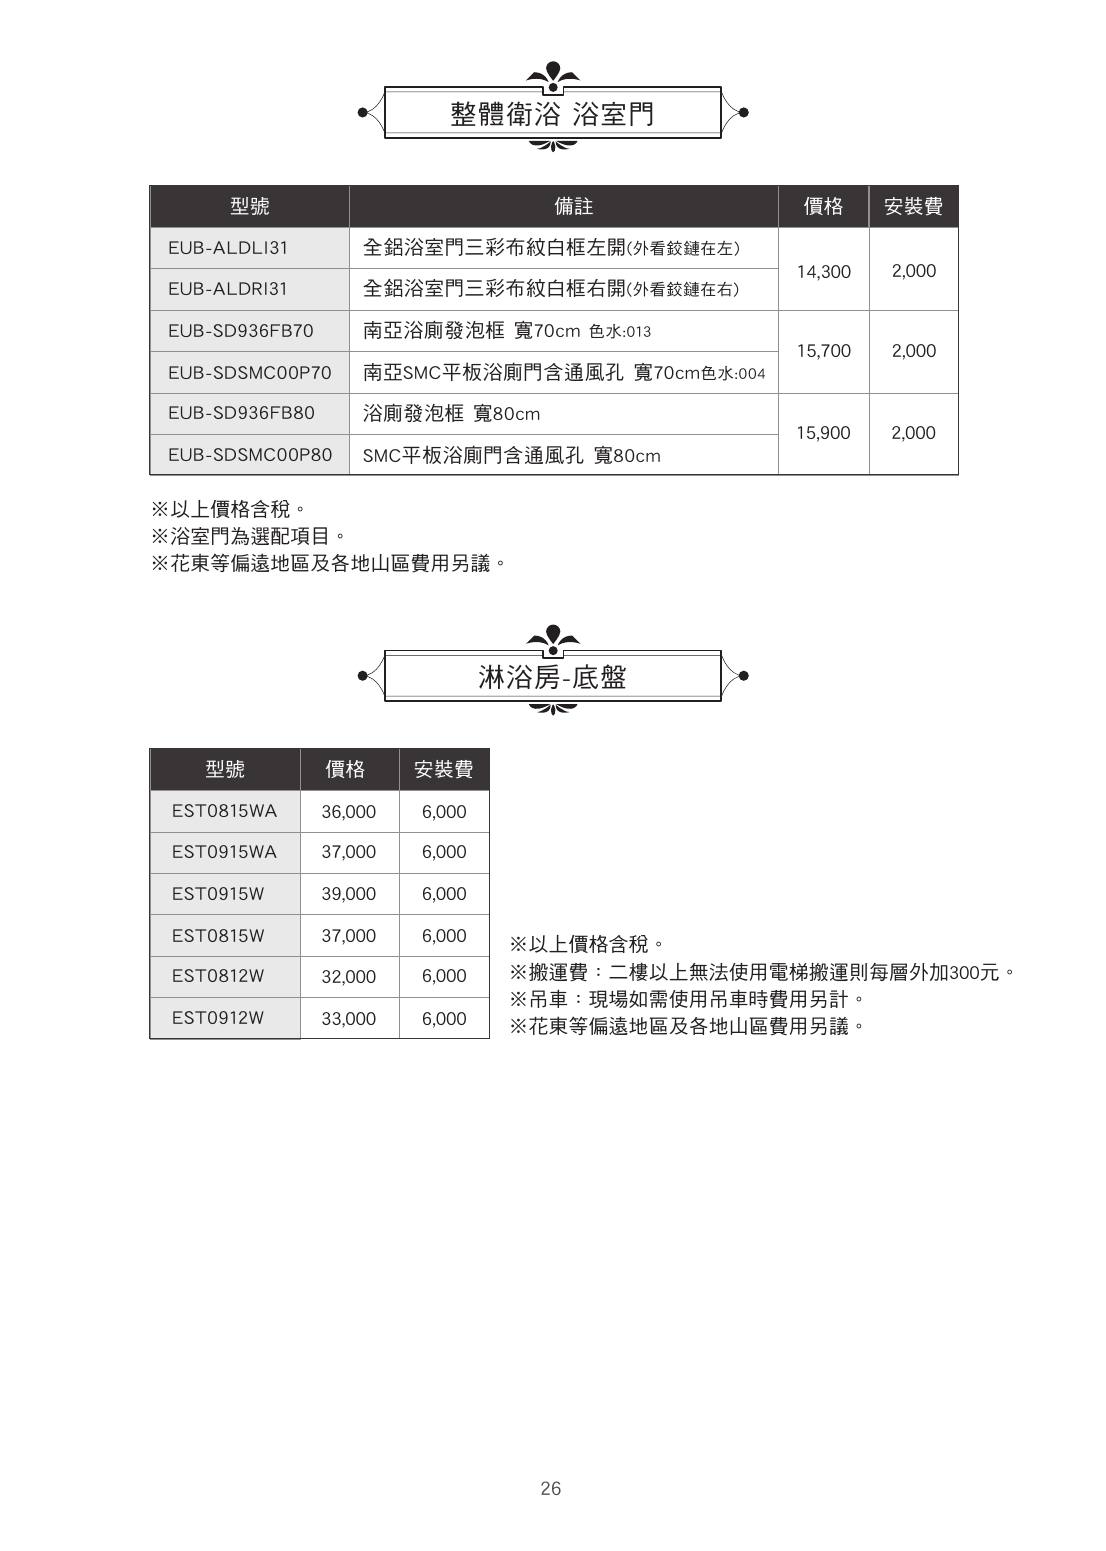 整體衛浴 浴室門
型號 備註 價格 安裝費
EUB-ALDLI31 全鋁浴室門三彩布紋白框左開(外看鉸鏈在左) 14,300 2,000
EUB-ALDRI31 全鋁浴室門三彩布紋白框右開(外看鉸鏈在右)
EUB-SD936FB70 南亞浴廁發泡框 寬70cm 色水:013 15,700 2,000
EUB-SDSMC00P70 南亞SMC平板浴廁門含通風孔 寬70cm色水:004
EUB-SD936FB80 浴廁發泡框 寬80cm 15,900 2,000
EUB-SDSMC00P80 SMC平板浴廁門含通風孔 寬80cm
※以上價格含稅。
※浴室門為選配項目。
※花東等偏遠地區及各地山區費用另議。
淋浴房-底盤
型號 價格 安裝費
EST0815WA 36,000 6,000
EST0915WA 37,000 6,000
EST0915W 39,000 6,000
EST0815W 37,000 6,000
EST0812W 32,000 6,000
EST0912W 33,000 6,000
※以上價格含稅。
※搬運費：二樓以上無法使用電梯搬運則每層外加300元。
※吊車：現場如需使用吊車時費用另計。
※花東等偏遠地區及各地山區費用另議。
26